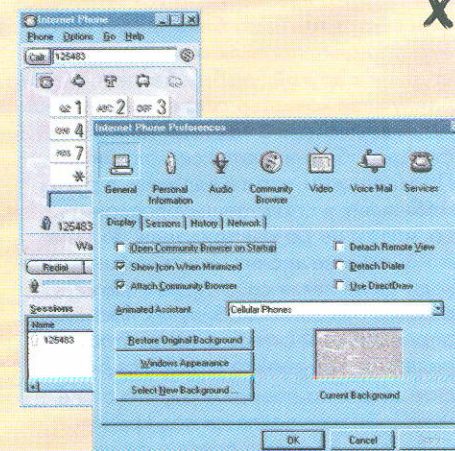 X
Internet Phone
Phone Options Go Help
Call 125483
1 ABC 2 DEF 3
4
7
*
125483
Wa
Redial
Sessions
Name
125483
Internet Phone Preferences
General Personal Information Audio Community Browser Video Voice Mail Services
Display Sessions History Network
Open Community Browser on Startup Detach Remote View
Show Icon When Minimized Detach Dialer
Attach Community Browser Use DirectDraw
Animated Assistant Cellular Phones
Restore Original Background
Windows Appearance
Select New Background ...
Current Background
OK Cancel